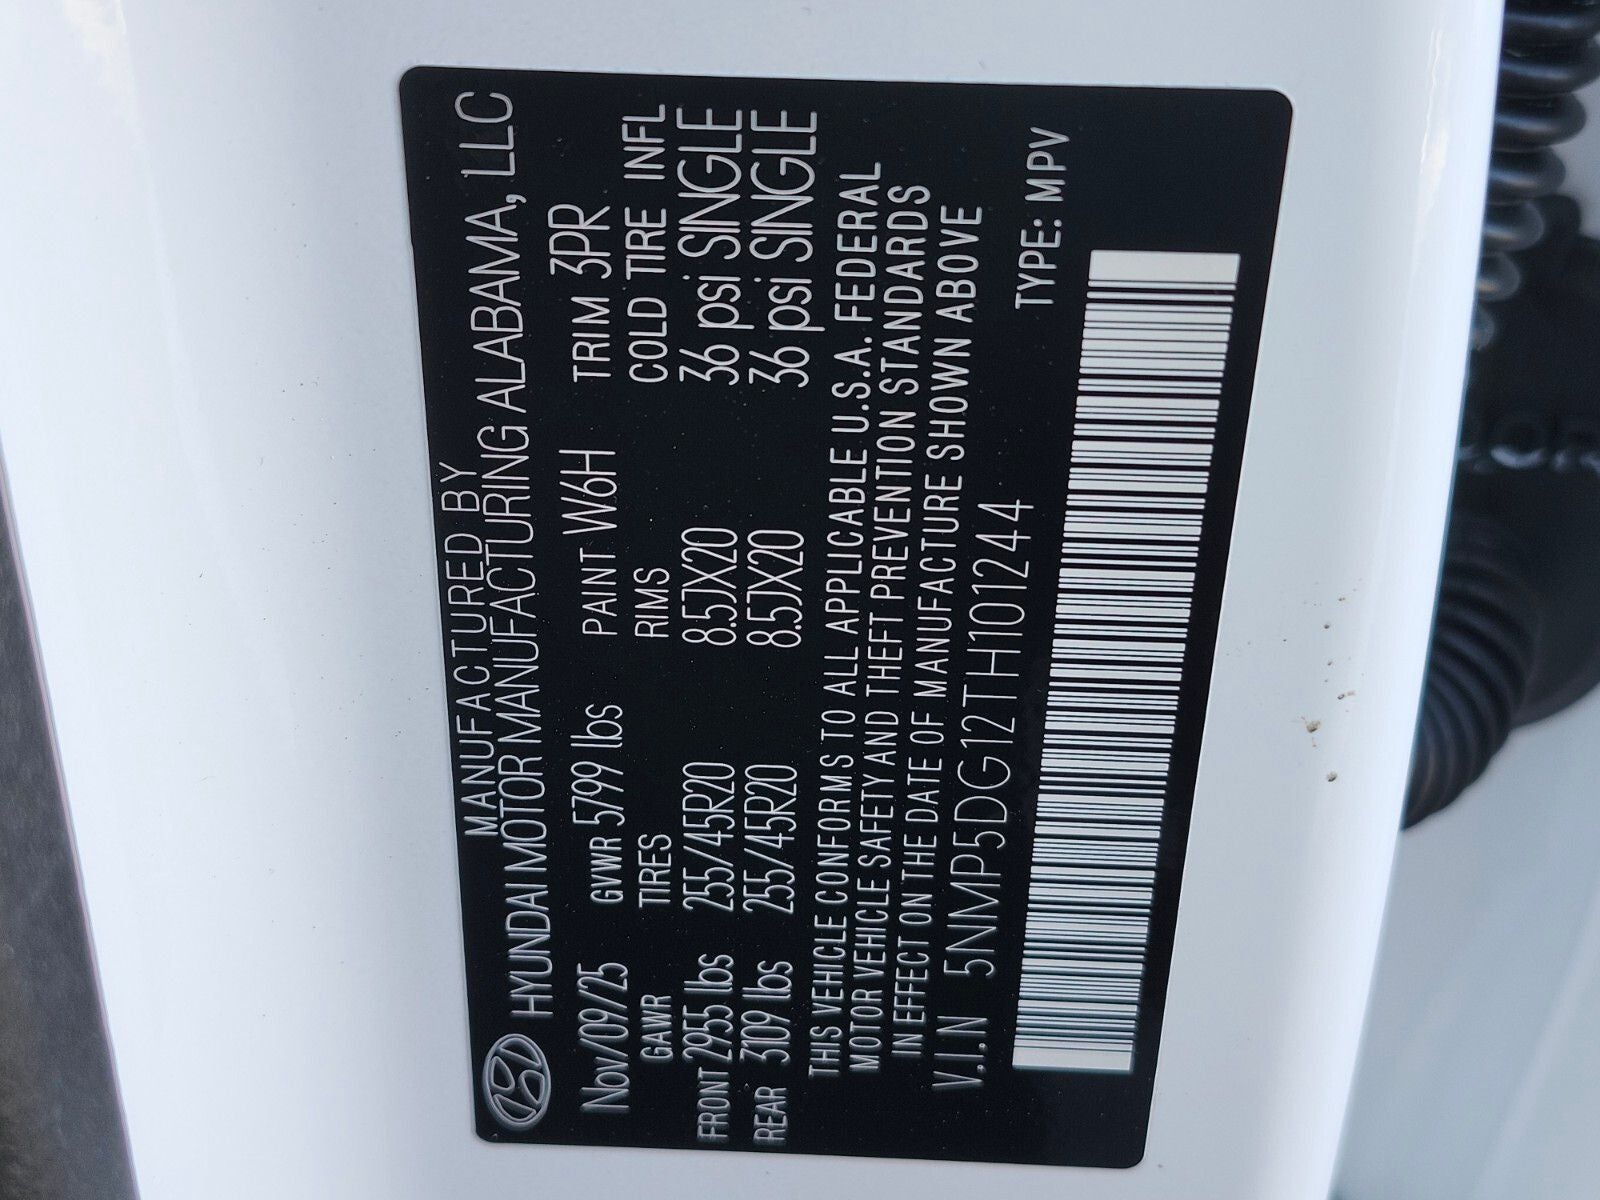 MANUFACTURED BY
HYUNDAI MOTOR MANUFACTURING ALABAMA, LLC
Nov/09/25 GVWR 5799 lbs PAINT W6H TRIM 3PR
GAWR TIRES RIMS COLD TIRE INFL
FRONT 2955 lbs 255/45R20 8.5JX20 36 psi SINGLE
REAR 3109 lbs 255/45R20 8.5JX20 36 psi SINGLE
THIS VEHICLE CONFORMS TO ALL APPLICABLE U.S.A. FEDERAL
MOTOR VEHICLE SAFETY AND THEFT PREVENTION STANDARDS
IN EFFECT ON THE DATE OF MANUFACTURE SHOWN ABOVE
V.I.N 5NMP5DG12TH101244 TYPE: MPV